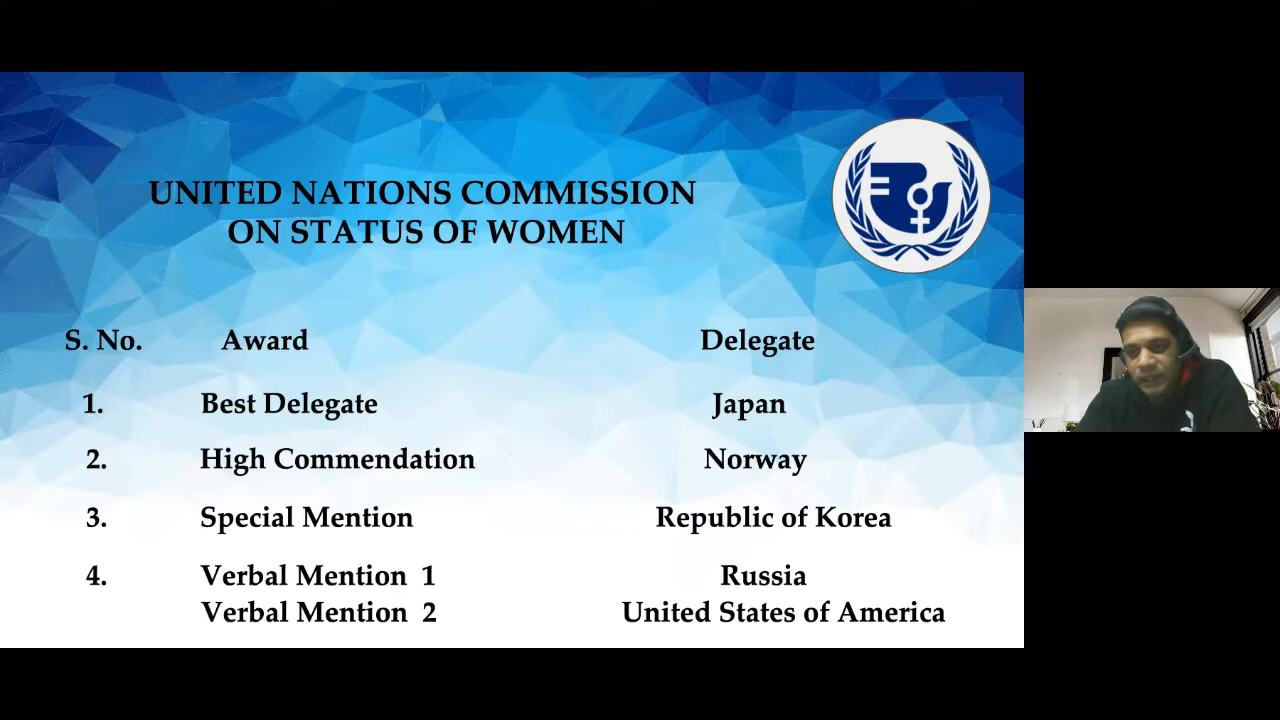 UNITED NATIONS COMMISSION
ON STATUS OF WOMEN
S. No. Award Delegate
1. Best Delegate Japan
2. High Commendation Norway
3. Special Mention Republic of Korea
4. Verbal Mention 1 Russia
Verbal Mention 2 United States of America